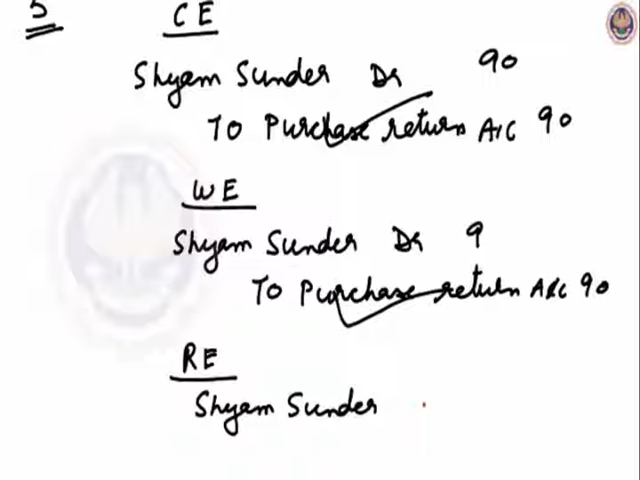 5
CE
Shyam Sunder Dr 90
To Purchase return A/C 90
WE
Shyam Sunder Dr 9
To Purchase return A/C 90
RE
Shyam Sunder